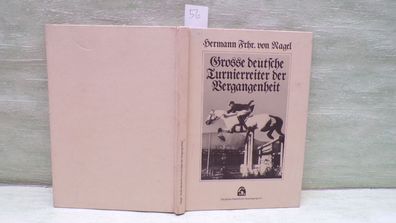 56
Hermann Frhr. von Nagel
Grosse deutsche
Turnierreiter der
Vergangenheit